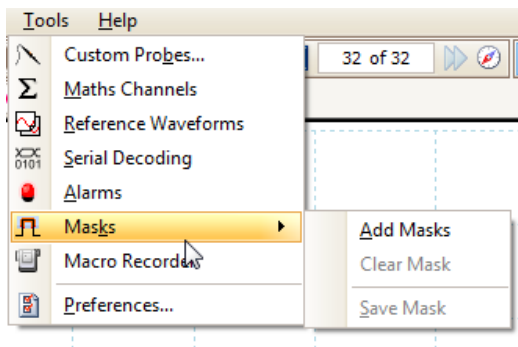 Tools Help
Custom Probes...
32 of 32
Maths Channels
Reference Waveforms
Serial Decoding
0101
Alarms
Masks
Add Masks
Macro Recorder
Clear Mask
Preferences...
Save Mask